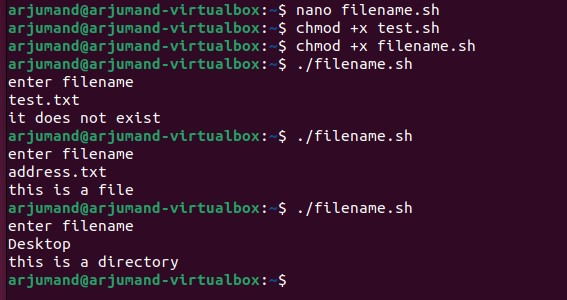 arjumand@arjumand-virtualbox:~$ nano filename.sh
arjumand@arjumand-virtualbox:~$ chmod +x test.sh
arjumand@arjumand-virtualbox:~$ chmod +x filename.sh
arjumand@arjumand-virtualbox:~$ ./filename.sh
enter filename
test.txt
it does not exist
arjumand@arjumand-virtualbox:~$ ./filename.sh
enter filename
address.txt
this is a file
arjumand@arjumand-virtualbox:~$ ./filename.sh
enter filename
Desktop
this is a directory
arjumand@arjumand-virtualbox:~$